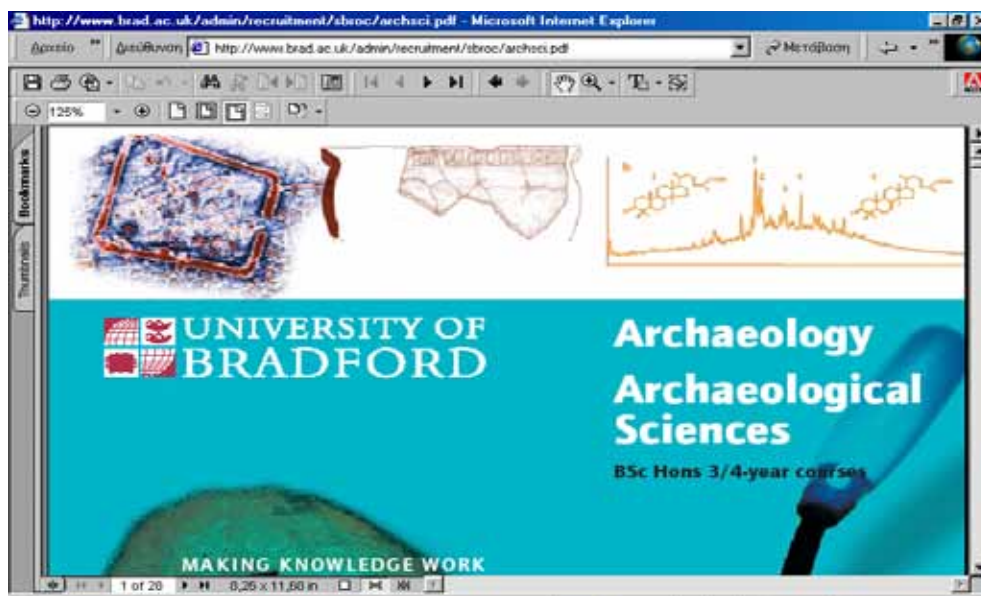 http://www.brad.ac.uk/admin/recruitment/sbroc/archsci.pdf - Microsoft Internet Explorer
Αρχείο " Διεύθυνση http://www.brad.ac.uk/admin/recruitment/sbroc/archsci.pdf Μετάβαση "
125%
Bookmarks
Thumbnails
UNIVERSITY OF
BRADFORD
Archaeology
Archaeological
Sciences
BSc Hons 3/4-year courses
MAKING KNOWLEDGE WORK
1 of 28 8,26 x 11,68 in